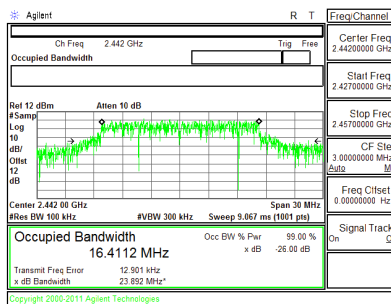 Agilent R T
Ch Freq 2.442 GHz Trig Free
Occupied Bandwidth
Ref 12 dBm Atten 10 dB
#Samp
Log
10
dB/
Offst
12
dB
Center 2.442 00 GHz Span 30 MHz
#Res BW 100 kHz #VBW 300 kHz Sweep 9.067 ms (1001 pts)
Occupied Bandwidth Occ BW % Pwr 99.00 %
16.4112 MHz x dB -26.00 dB
Transmit Freq Error 12.901 kHz
x dB Bandwidth 23.892 MHz*
Copyright 2000-2011 Agilent Technologies
Freq/Channel
Center Freq
2.44200000 GHz
Start Freq
2.42700000 GHz
Stop Freq
2.45700000 GHz
CF Ste
3.00000000 MHz
Auto M
Freq Offset
0.00000000 Hz
Signal Track
On O